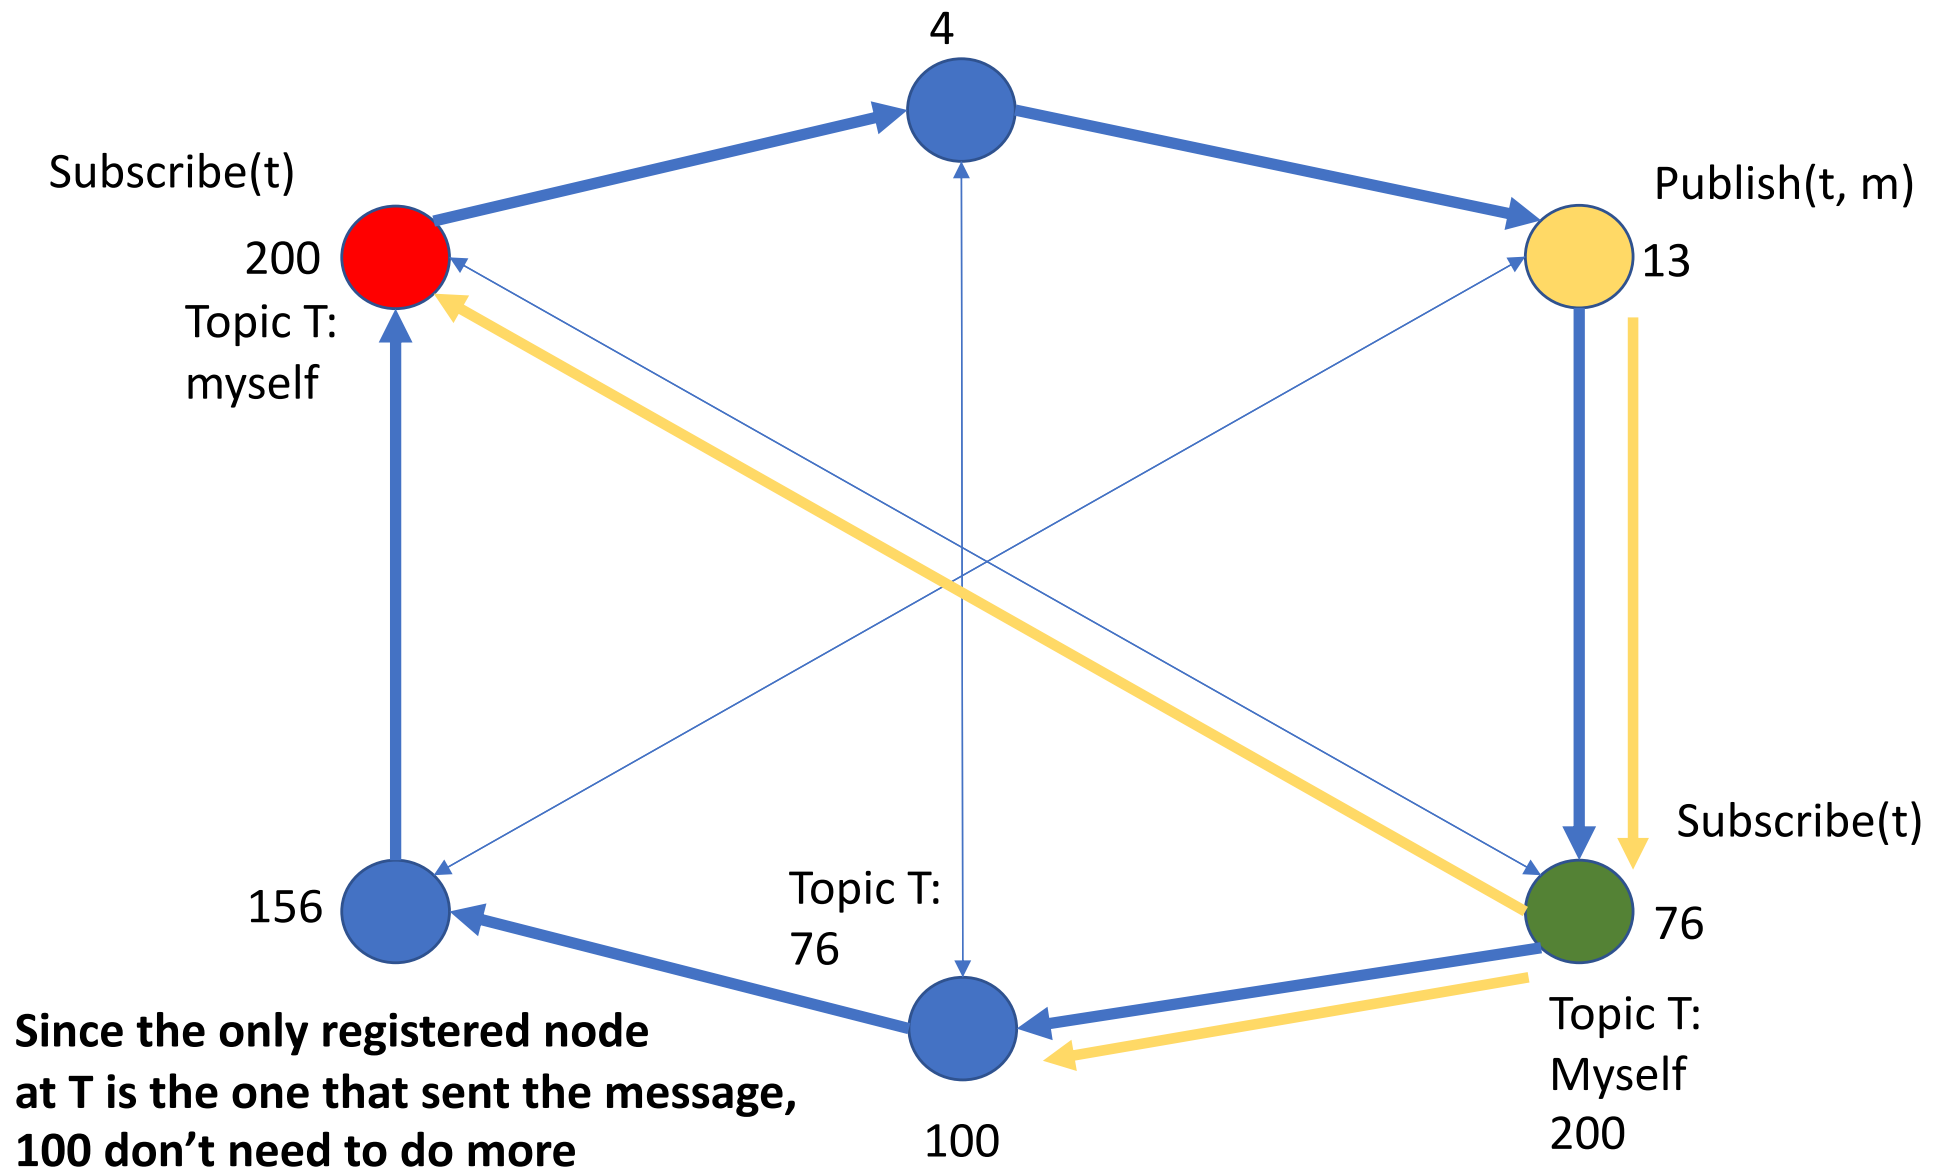 4
Subscribe(t)
Publish(t, m)
200
13
Topic T:
myself
Subscribe(t)
156
Topic T:
76
76
Topic T:
Myself
200
100
Since the only registered node
at T is the one that sent the message,
100 don’t need to do more